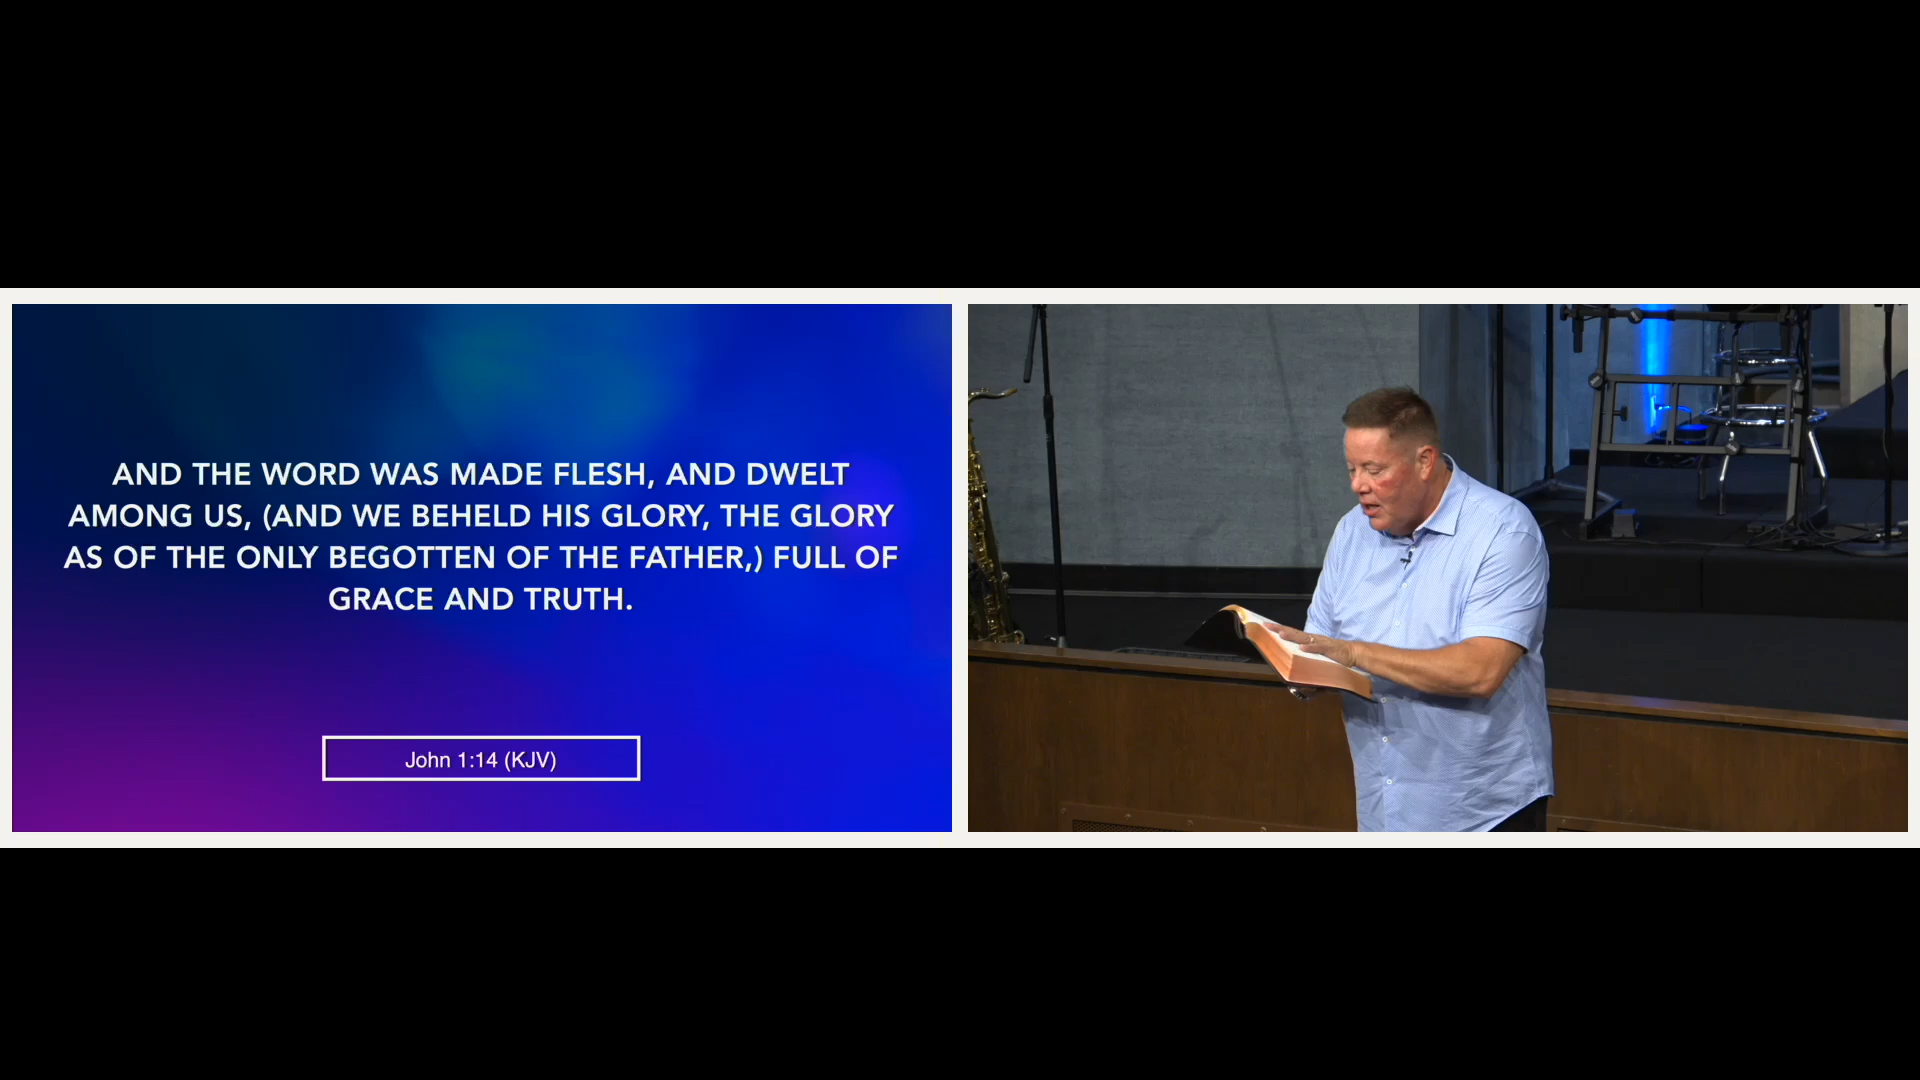 AND THE WORD WAS MADE FLESH, AND DWELT
AMONG US, (AND WE BEHELD HIS GLORY, THE GLORY
AS OF THE ONLY BEGOTTEN OF THE FATHER,) FULL OF
GRACE AND TRUTH.
John 1:14 (KJV)